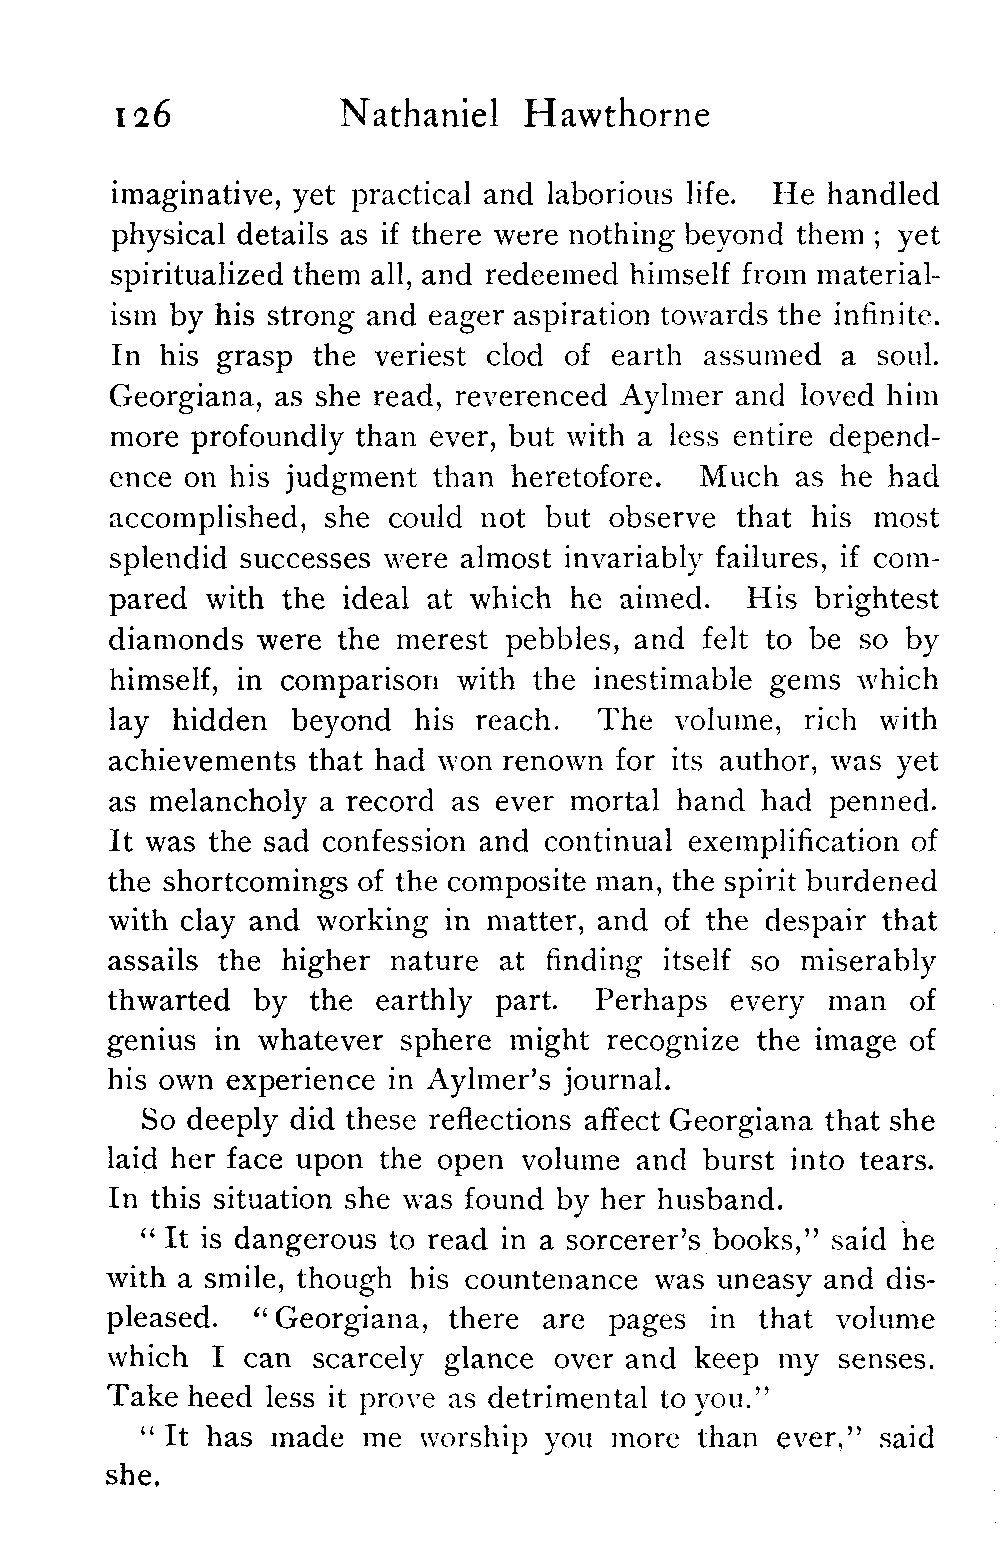 126 Nathaniel Hawthorne
imaginative, yet practical and laborious life. He handled
physical details as if there were nothing beyond them ; yet
spiritualized them all, and redeemed himself from material-
ism by his strong and eager aspiration towards the infinite.
In his grasp the veriest clod of earth assumed a soul.
Georgiana, as she read, reverenced Aylmer and loved him
more profoundly than ever, but with a less entire depend-
ence on his judgment than heretofore. Much as he had
accomplished, she could not but observe that his most
splendid successes were almost invariably failures, if com-
pared with the ideal at which he aimed. His brightest
diamonds were the merest pebbles, and felt to be so by
himself, in comparison with the inestimable gems which
lay hidden beyond his reach. The volume, rich with
achievements that had won renown for its author, was yet
as melancholy a record as ever mortal hand had penned.
It was the sad confession and continual exemplification of
the shortcomings of the composite man, the spirit burdened
with clay and working in matter, and of the despair that
assails the higher nature at finding itself so miserably
thwarted by the earthly part. Perhaps every man of
genius in whatever sphere might recognize the image of
his own experience in Aylmer's journal.
So deeply did these reflections affect Georgiana that she
laid her face upon the open volume and burst into tears.
In this situation she was found by her husband.
“ It is dangerous to read in a sorcerer's books,” said he
with a smile, though his countenance was uneasy and dis-
pleased. “ Georgiana, there are pages in that volume
which I can scarcely glance over and keep my senses.
Take heed less it prove as detrimental to you.”
“ It has made me worship you more than ever,” said
she.